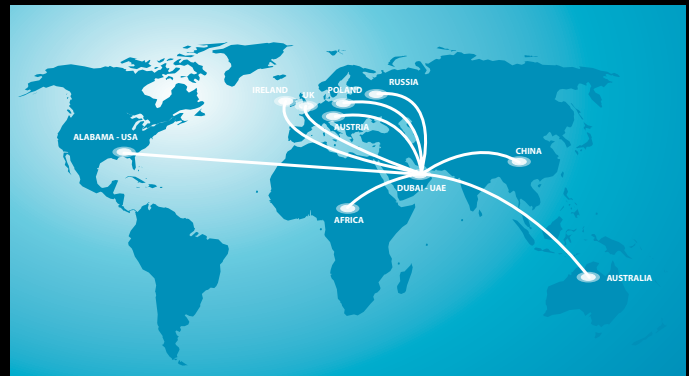 RUSSIA
IRELAND
UK
POLAND
AUSTRIA
ALABAMA - USA
CHINA
DUBAI - UAE
AFRICA
AUSTRALIA